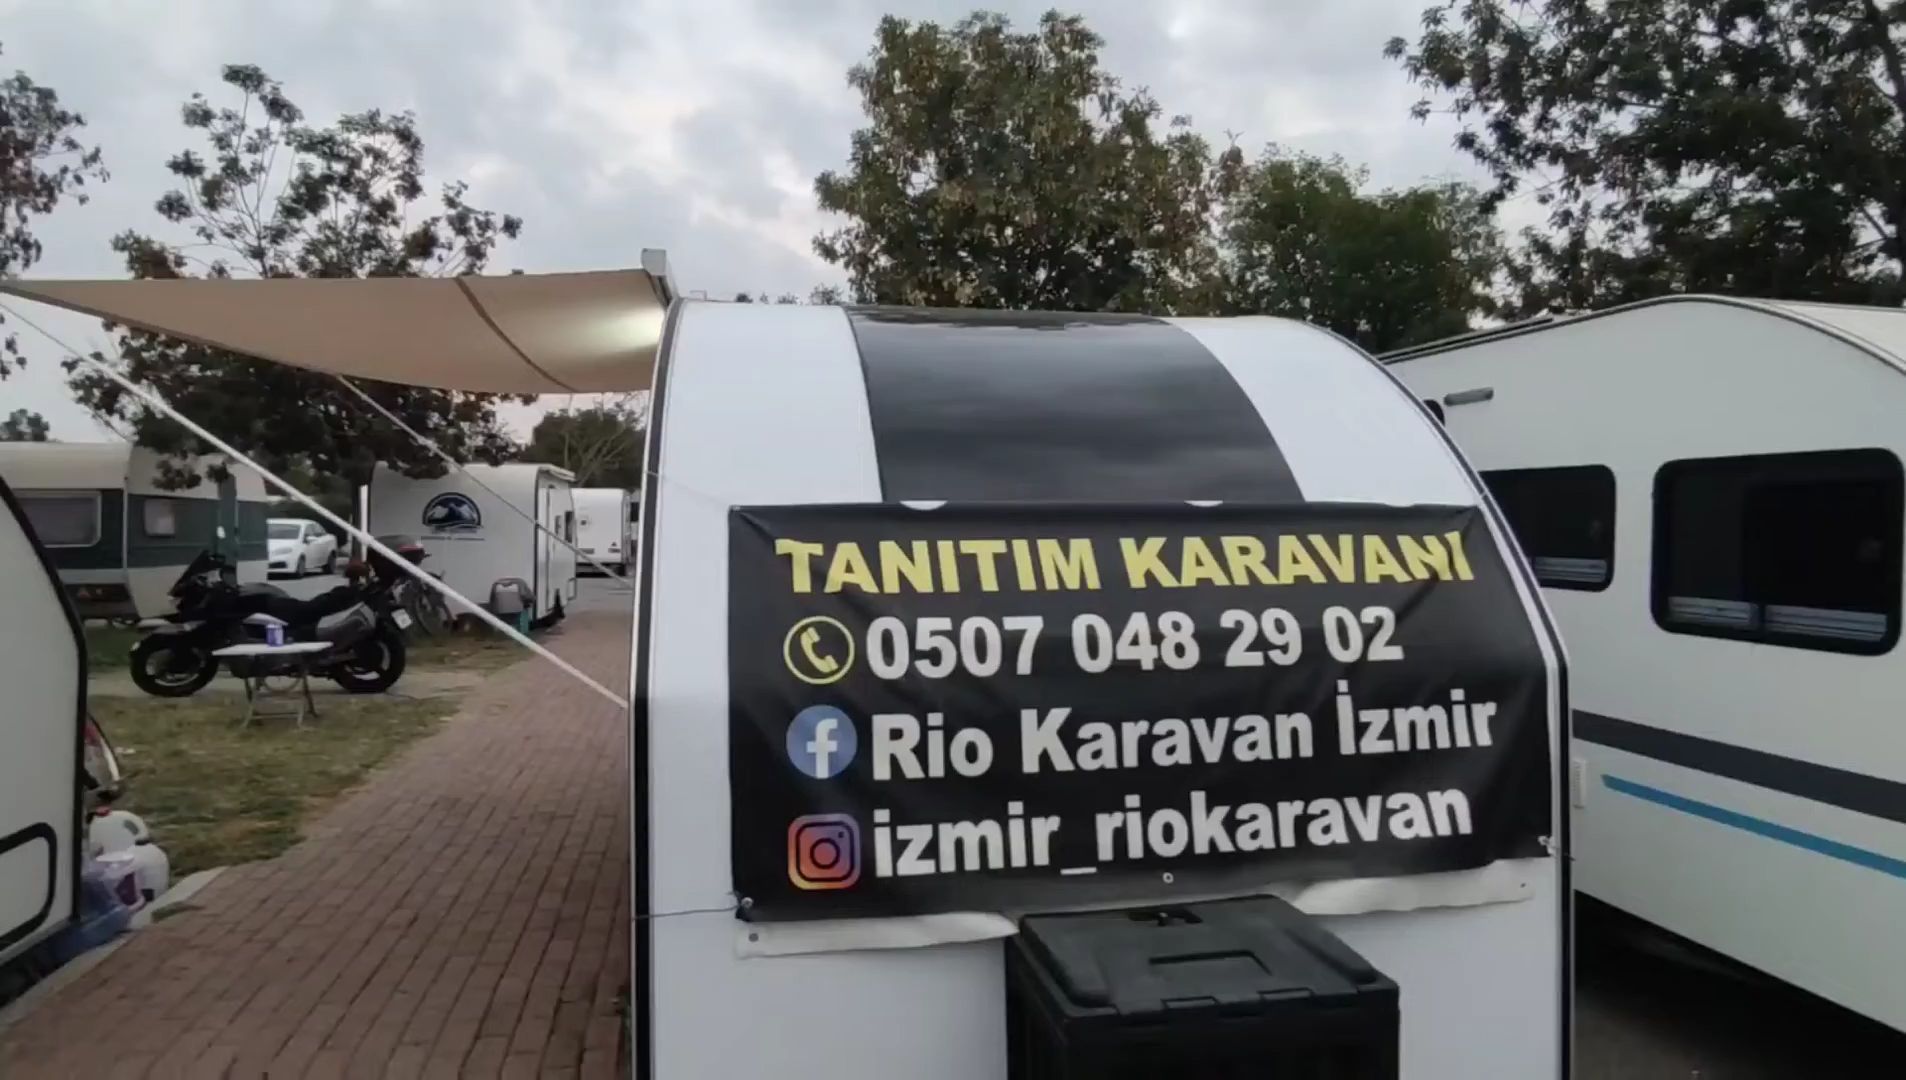 TANITIM KARAVANI
0507 048 29 02
Rio Karavan İzmir
izmir_riokaravan